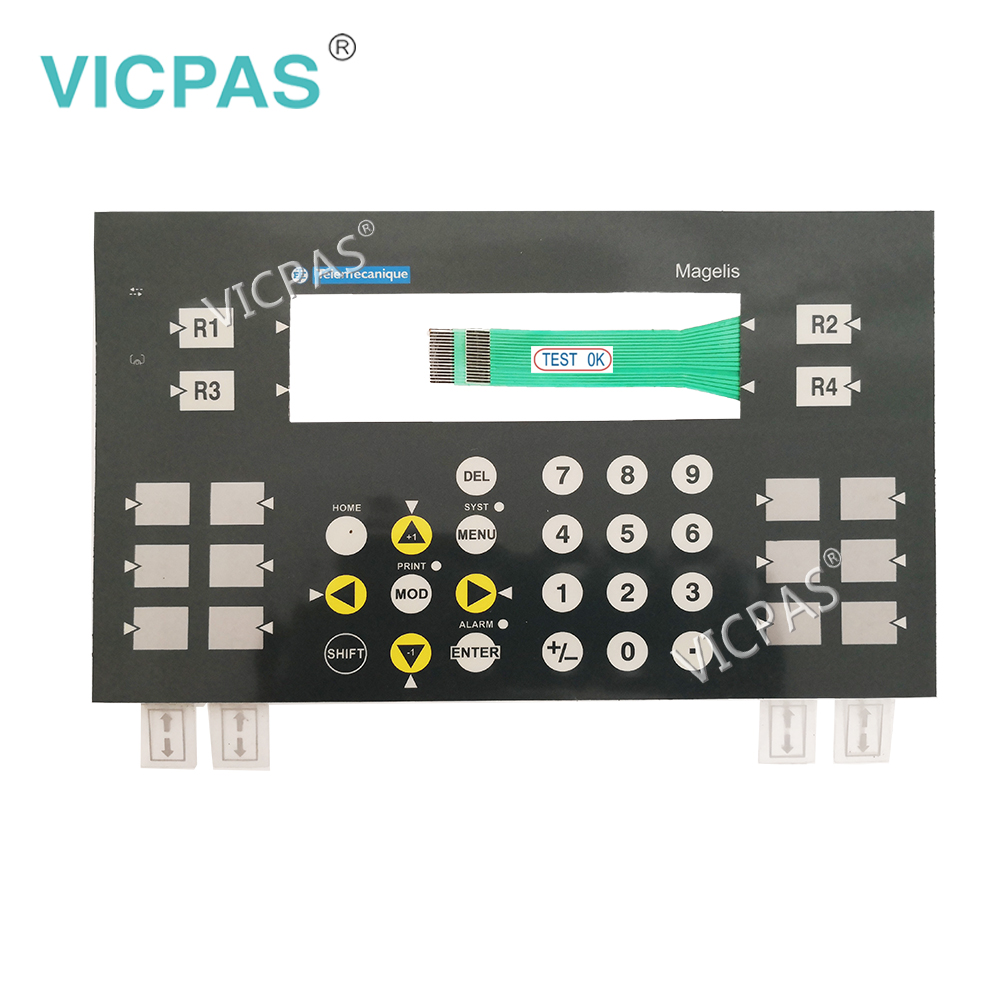 VICPAS®
VICPAS®
Telemecanique
Magelis
R1
R2
TEST OK
R3
R4
DEL
7
8
9
HOME
SYST
+1
MENU
4
5
6
PRINT
MOD
1
2
3
ALARM
SHIFT
-1
ENTER
+/-
0
.
VICPAS®